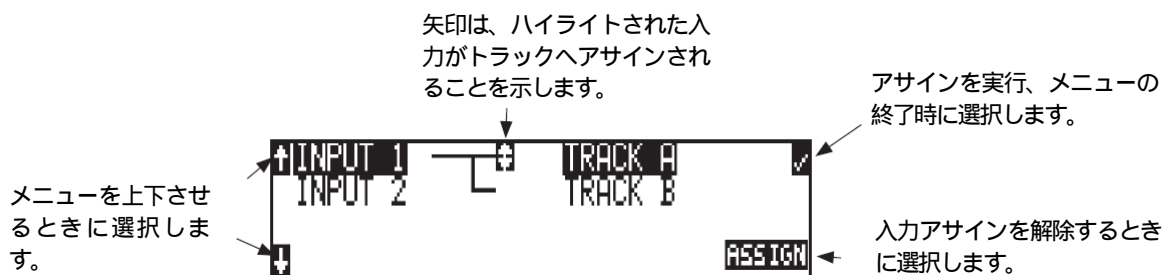 矢印は、ハイライトされた入
力がトラックへアサインされ
ることを示します。
アサインを実行、メニューの
終了時に選択します。
INPUT 1 TRACK A
INPUT 2 TRACK B
メニューを上下させ
るときに選択しま
す。
ASSIGN
入力アサインを解除するとき
に選択します。